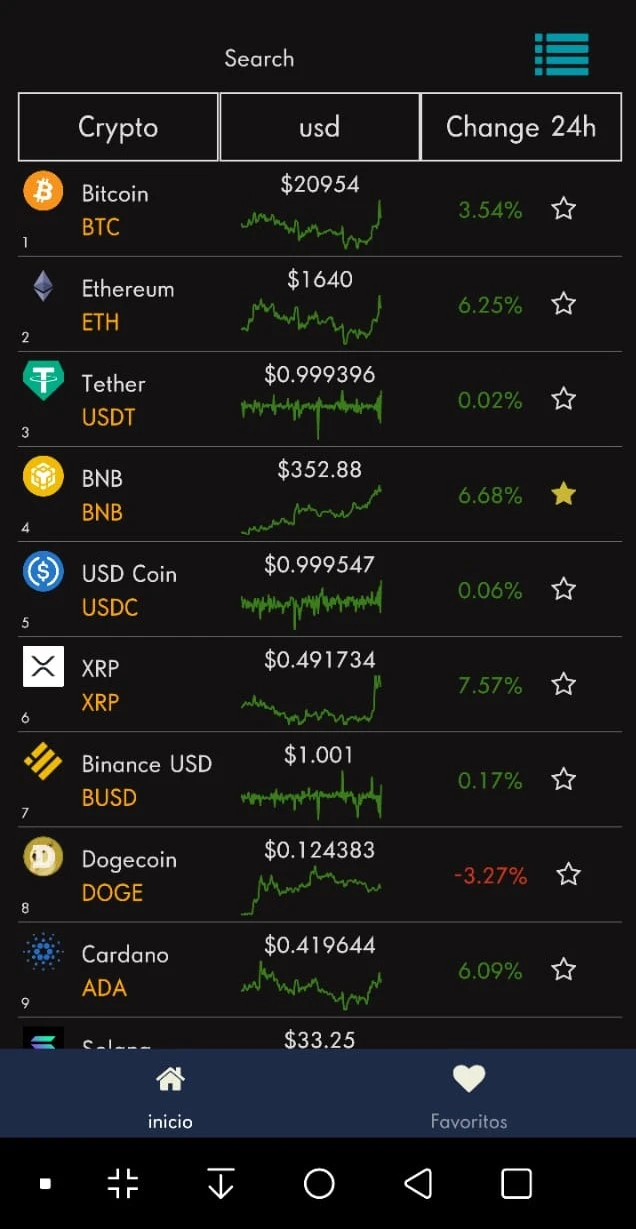 Search
Crypto usd Change 24h
Bitcoin $20954
BTC 3.54%
1
Ethereum $1640
ETH 6.25%
2
Tether $0.999396
USDT 0.02%
3
BNB $352.88
BNB 6.68%
4
USD Coin $0.999547
USDC 0.06%
5
XRP $0.491734
XRP 7.57%
6
Binance USD $1.001
BUSD 0.17%
7
Dogecoin $0.124383
DOGE -3.27%
8
Cardano $0.419644
ADA 6.09%
9
Solana $33.25
inicio Favoritos